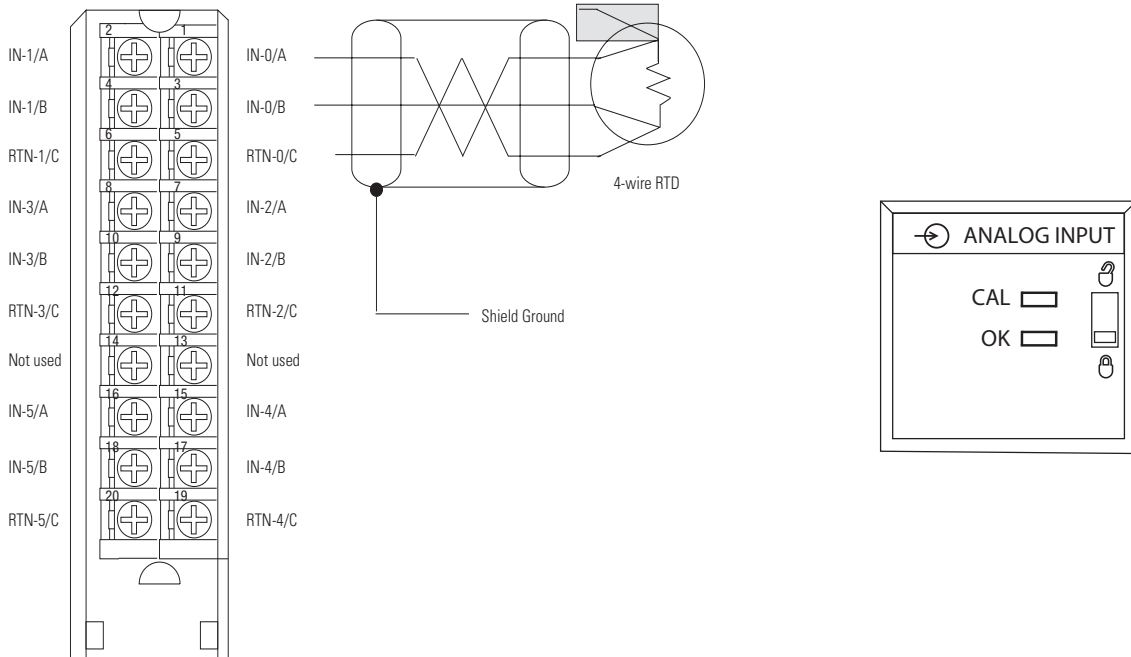 2 1
IN-1/A IN-0/A
4 3
IN-1/B IN-0/B
6 5
RTN-1/C RTN-0/C
4-wire RTD
8 7
IN-3/A IN-2/A
10 9
IN-3/B IN-2/B
12 11
RTN-3/C RTN-2/C
Shield Ground
14 13
Not used Not used
16 15
IN-5/A IN-4/A
18 17
IN-5/B IN-4/B
20 19
RTN-5/C RTN-4/C
ANALOG INPUT
CAL
OK